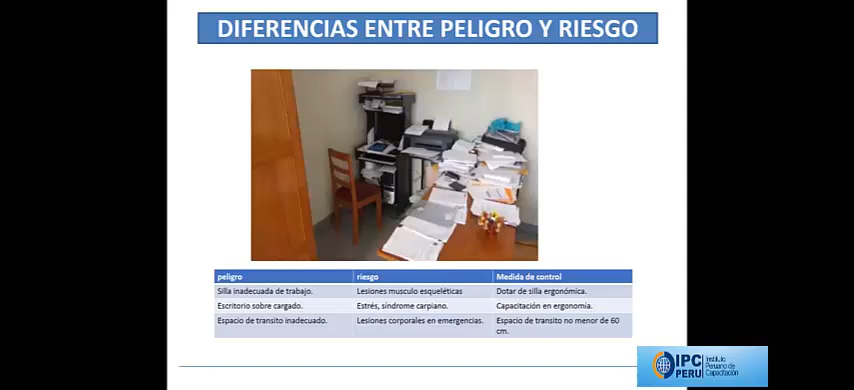 DIFERENCIAS ENTRE PELIGRO Y RIESGO
peligro riesgo Medida de control
Silla inadecuada de trabajo. Lesiones musculo esqueléticas Dotar de silla ergonómica.
Escritorio sobre cargado. Estrés, síndrome carpiano. Capacitación en ergonomía.
Espacio de transito inadecuado. Lesiones corporales en emergencias. Espacio de transito no menor de 60
cm.
IPC
PERU
Instituto
Peruano de
Capacitación